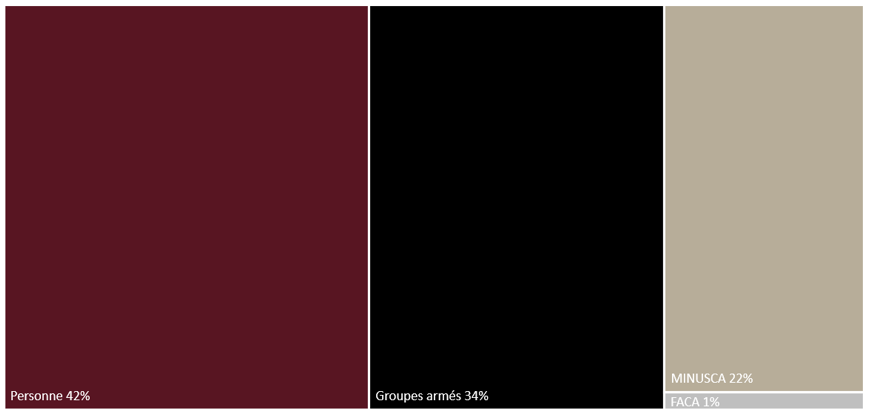 Personne 42%
Groupes armés 34%
MINUSCA 22%
FACA 1%